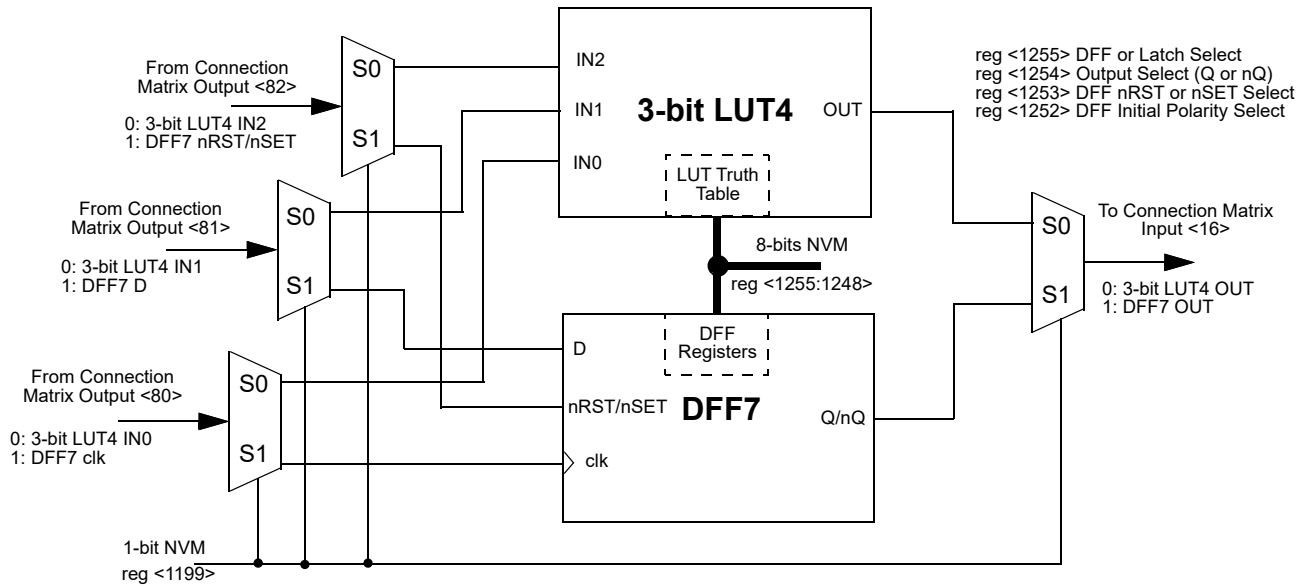 From Connection
Matrix Output <82>
0: 3-bit LUT4 IN2
1: DFF7 nRST/nSET
S0
S1
From Connection
Matrix Output <81>
0: 3-bit LUT4 IN1
1: DFF7 D
S0
S1
From Connection
Matrix Output <80>
0: 3-bit LUT4 IN0
1: DFF7 clk
S0
S1
1-bit NVM
reg <1199>
IN2
IN1
IN0
3-bit LUT4
OUT
LUT Truth
Table
8-bits NVM
reg <1255:1248>
DFF
Registers
D
nRST/nSET
clk
DFF7
Q/nQ
reg <1255> DFF or Latch Select
reg <1254> Output Select (Q or nQ)
reg <1253> DFF nRST or nSET Select
reg <1252> DFF Initial Polarity Select
S0
S1
To Connection Matrix
Input <16>
0: 3-bit LUT4 OUT
1: DFF7 OUT